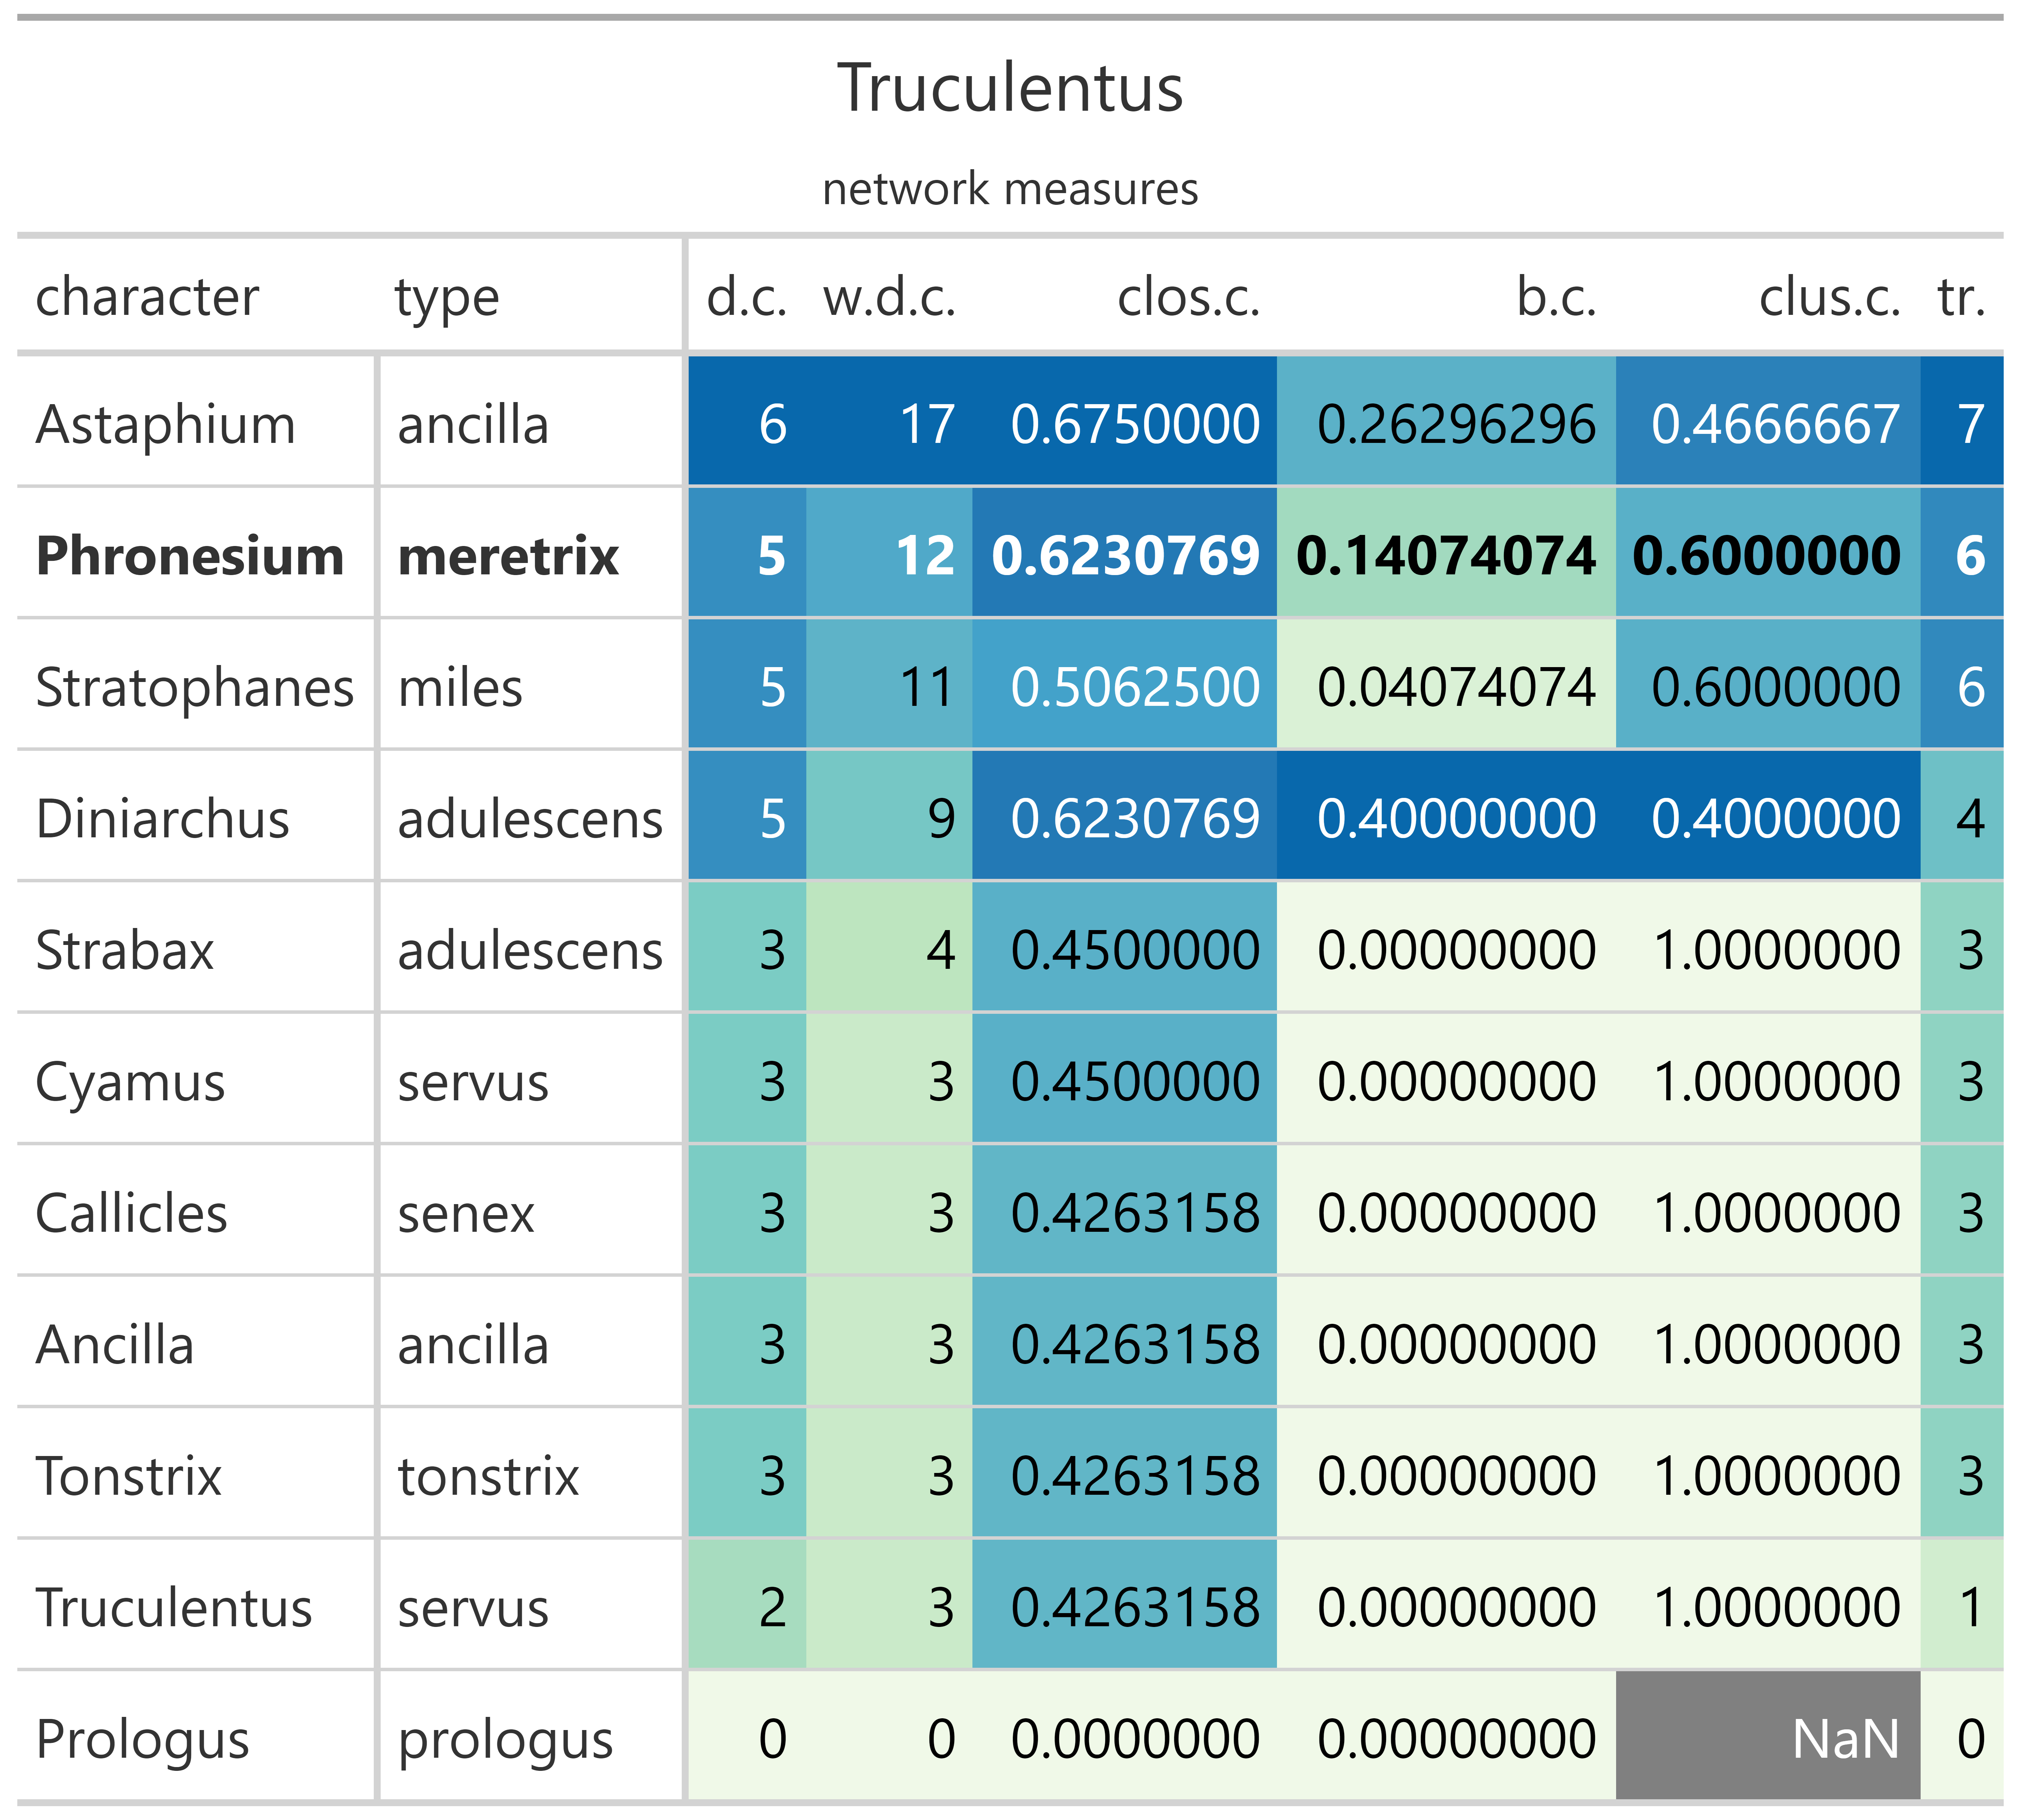 Truculentus
network measures
character type d.c. w.d.c. clos.c. b.c. clus.c. tr.
Astaphium ancilla 6 17 0.6750000 0.26296296 0.4666667 7
Phronesium meretrix 5 12 0.6230769 0.14074074 0.6000000 6
Stratophanes miles 5 11 0.5062500 0.04074074 0.6000000 6
Diniarchus adulescens 5 9 0.6230769 0.40000000 0.4000000 4
Strabax adulescens 3 4 0.4500000 0.00000000 1.0000000 3
Cyamus servus 3 3 0.4500000 0.00000000 1.0000000 3
Callicles senex 3 3 0.4263158 0.00000000 1.0000000 3
Ancilla ancilla 3 3 0.4263158 0.00000000 1.0000000 3
Tonstrix tonstrix 3 3 0.4263158 0.00000000 1.0000000 3
Truculentus servus 2 3 0.4263158 0.00000000 1.0000000 1
Prologus prologus 0 0 0.0000000 0.00000000 NaN 0